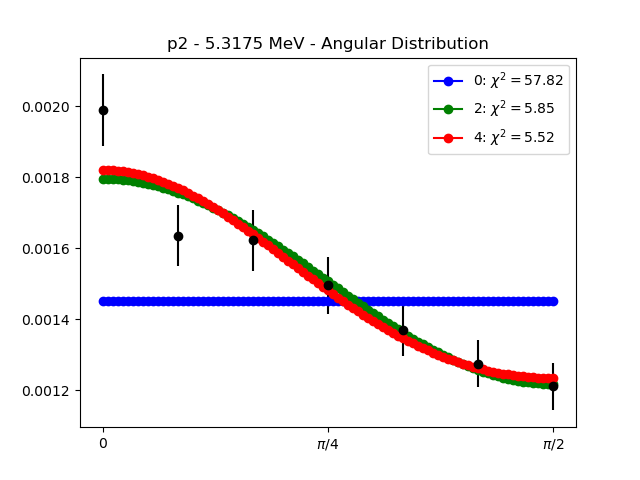 p2 - 5.3175 MeV - Angular Distribution
0: χ² = 57.82
2: χ² = 5.85
4: χ² = 5.52
0.0020
0.0018
0.0016
0.0014
0.0012
0 π/4 π/2